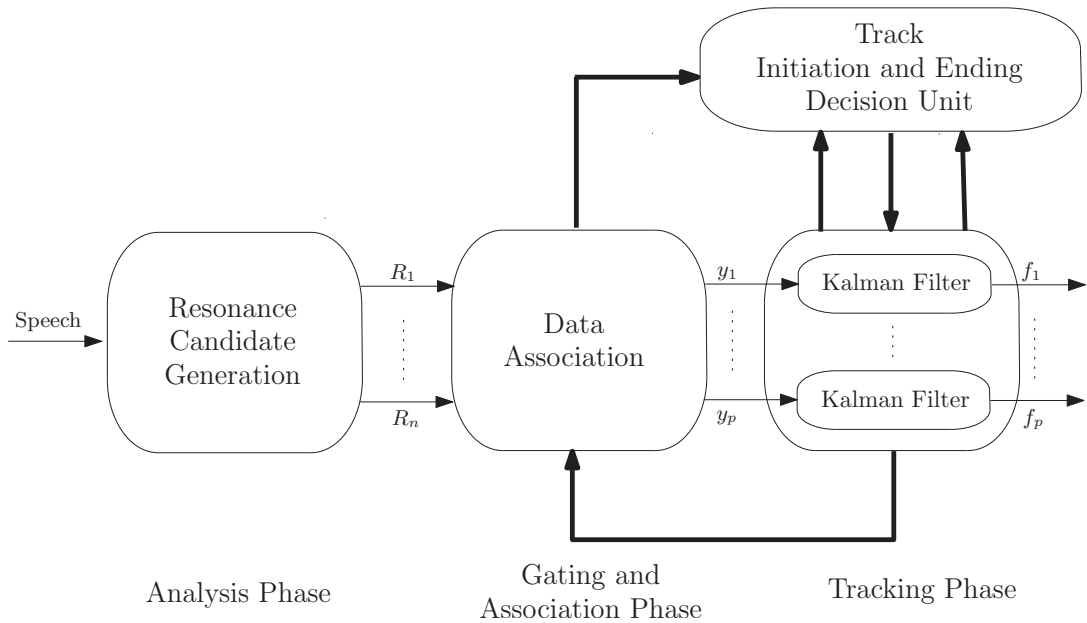 Track
Initiation and Ending
Decision Unit
Speech
Resonance
Candidate
Generation
R₁
Rₙ
Data
Association
y₁
yₚ
Kalman Filter
Kalman Filter
f₁
fₚ
Analysis Phase
Gating and
Association Phase
Tracking Phase